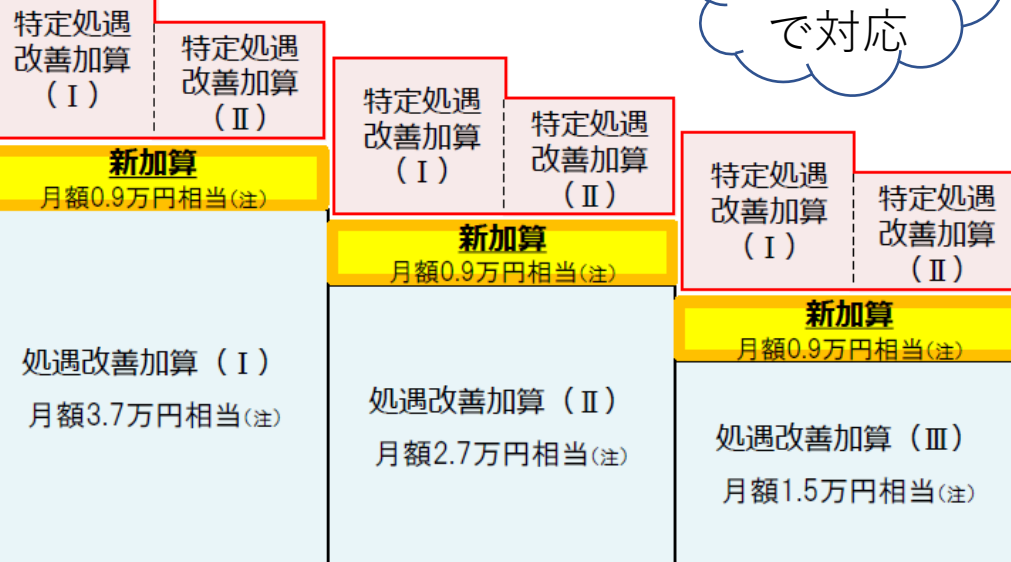 で対応
特定処遇
改善加算
（Ⅰ）
特定処遇
改善加算
（Ⅱ）
新加算
月額0.9万円相当(注)
処遇改善加算（Ⅰ）
月額3.7万円相当(注)
特定処遇
改善加算
（Ⅰ）
特定処遇
改善加算
（Ⅱ）
新加算
月額0.9万円相当(注)
処遇改善加算（Ⅱ）
月額2.7万円相当(注)
特定処遇
改善加算
（Ⅰ）
特定処遇
改善加算
（Ⅱ）
新加算
月額0.9万円相当(注)
処遇改善加算（Ⅲ）
月額1.5万円相当(注)